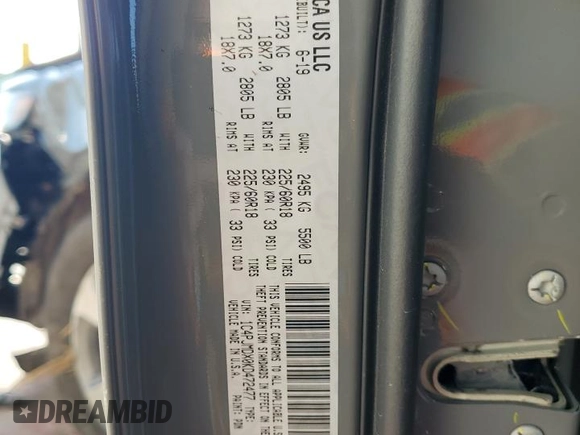 CA US LLC
BUILT): 6-19
1273 KG 2805 LB WITH 225/60R18 TIRES
18X7.0 RIMS AT 230 KPA ( 33 PSI) COLD
GVWR: 2495 KG 5500 LB
1273 KG 2805 LB WITH 225/60R18 TIRES
18X7.0 RIMS AT 230 KPA ( 33 PSI) COLD
THIS VEHICLE CONFORMS TO ALL APPLICABLE U.S
THEFT PREVENTION STANDARDS IN EFFECT ON THE
VIN: TYPE:
U.S.A. PAINT:
DREAMBID